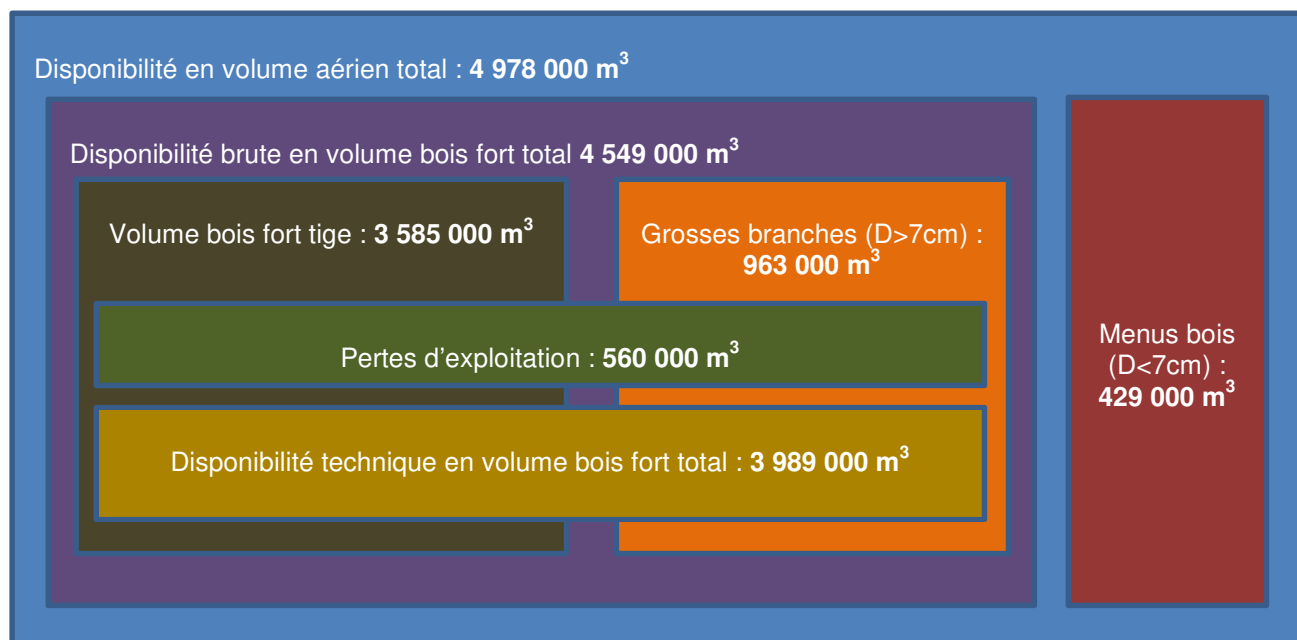 Disponibilité en volume aérien total : 4 978 000 m³
Disponibilité brute en volume bois fort total 4 549 000 m³
Volume bois fort tige : 3 585 000 m³
Grosses branches (D>7cm) :
963 000 m³
Pertes d’exploitation : 560 000 m³
Disponibilité technique en volume bois fort total : 3 989 000 m³
Menus bois
(D<7cm) :
429 000 m³